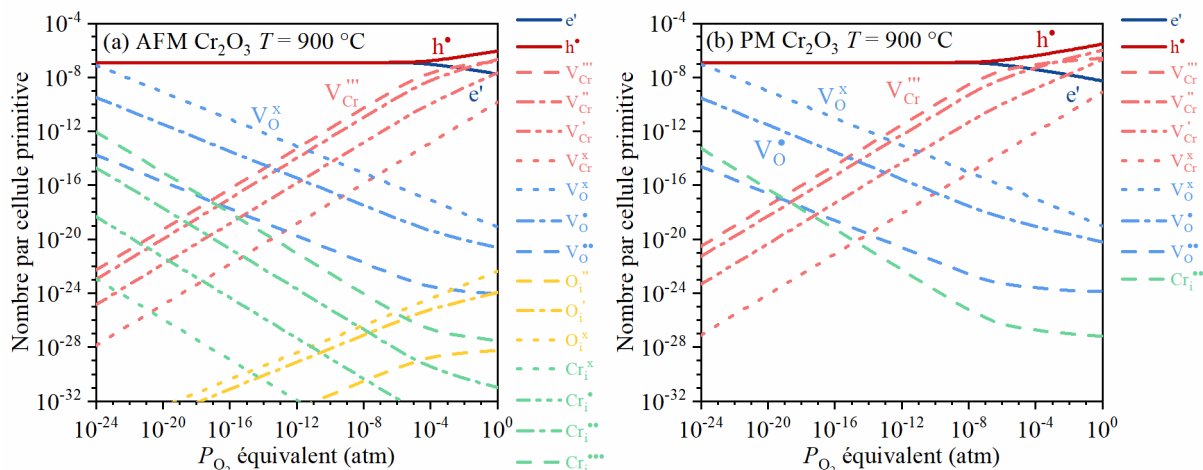 (a) AFM Cr₂O₃ T = 900 °C
h•
e'
V_Cr'''
V_O^x
Nombre par cellule primitive
10⁻⁴
10⁻⁸
10⁻¹²
10⁻¹⁶
10⁻²⁰
10⁻²⁴
10⁻²⁸
10⁻³²
10⁻²⁴ 10⁻²⁰ 10⁻¹⁶ 10⁻¹² 10⁻⁸ 10⁻⁴ 10⁰
P_O₂ équivalent (atm)
e'
h•
V_Cr'''
V_Cr''
V_Cr'
V_Cr^x
V_O^x
V_O^•
V_O^••
O_i''
O_i'
O_i^x
Cr_i^x
Cr_i^•
Cr_i^••
Cr_i^•••
(b) PM Cr₂O₃ T = 900 °C
h•
V_O^x
V_Cr'''
e'
V_O^•
Nombre par cellule primitive
10⁻⁴
10⁻⁸
10⁻¹²
10⁻¹⁶
10⁻²⁰
10⁻²⁴
10⁻²⁸
10⁻³²
10⁻²⁴ 10⁻²⁰ 10⁻¹⁶ 10⁻¹² 10⁻⁸ 10⁻⁴ 10⁰
P_O₂ équivalent (atm)
e'
h•
V_Cr'''
V_Cr''
V_Cr'
V_Cr^x
V_O^x
V_O^•
V_O^••
Cr_i^•••